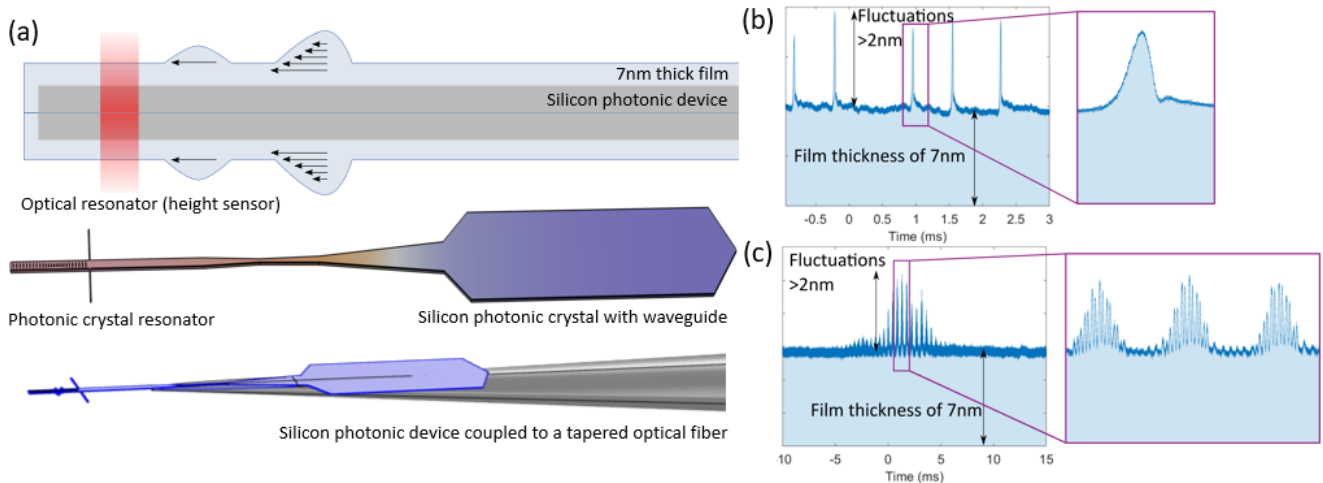 (a)
7nm thick film
Silicon photonic device
Optical resonator (height sensor)
Photonic crystal resonator
Silicon photonic crystal with waveguide
Silicon photonic device coupled to a tapered optical fiber
(b)
Fluctuations
>2nm
Film thickness of 7nm
-0.5 0 0.5 1 1.5 2 2.5 3
Time (ms)
(c)
Fluctuations
>2nm
Film thickness of 7nm
-10 -5 0 5 10 15
Time (ms)